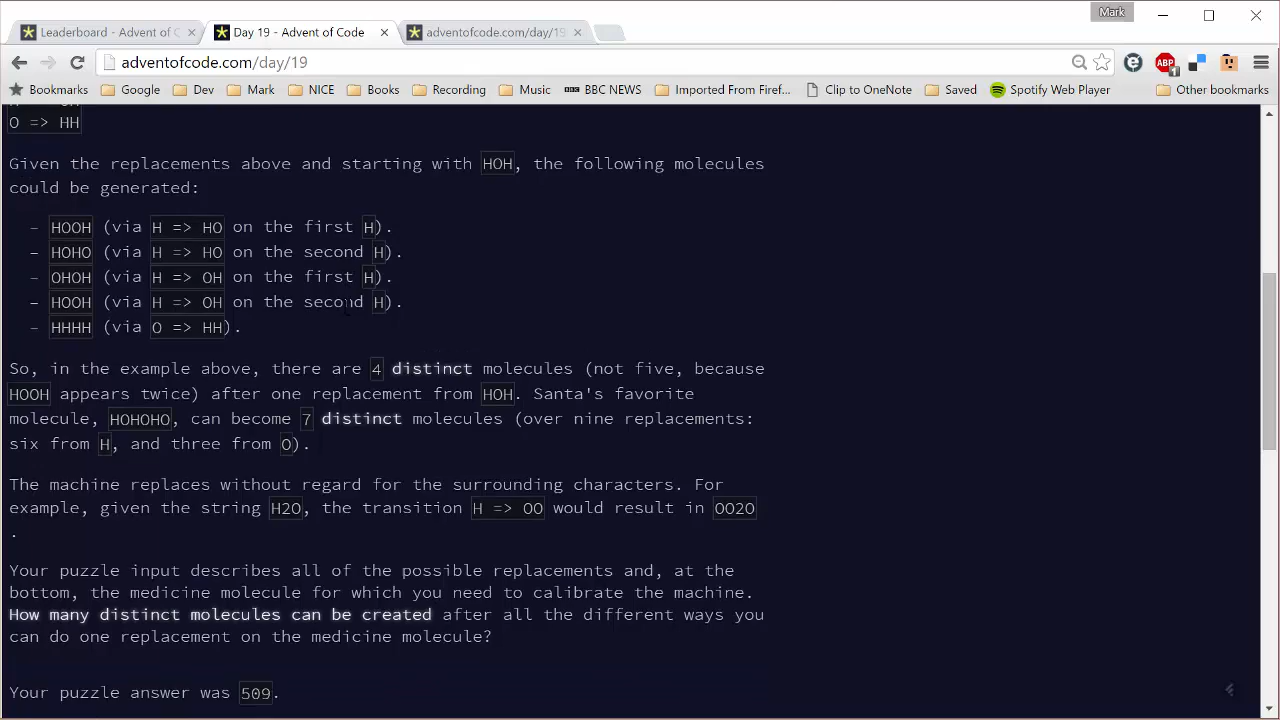 Mark
Leaderboard - Advent of C
Day 19 - Advent of Code
adventofcode.com/day/19
adventofcode.com/day/19
ABP 1
Bookmarks Google Dev Mark NICE Books Recording Music BBC NEWS Imported From Firef... Clip to OneNote Saved Spotify Web Player Other bookmarks
O => HH
Given the replacements above and starting with HOH, the following molecules
could be generated:
- HOOH (via H => HO on the first H).
- HOHO (via H => HO on the second H).
- OHOH (via H => OH on the first H).
- HOOH (via H => OH on the second H).
- HHHH (via O => HH).
So, in the example above, there are 4 distinct molecules (not five, because
HOOH appears twice) after one replacement from HOH. Santa's favorite
molecule, HOHOHO, can become 7 distinct molecules (over nine replacements:
six from H, and three from O).
The machine replaces without regard for the surrounding characters. For
example, given the string H2O, the transition H => OO would result in OO2O
.
Your puzzle input describes all of the possible replacements and, at the
bottom, the medicine molecule for which you need to calibrate the machine.
How many distinct molecules can be created after all the different ways you
can do one replacement on the medicine molecule?
Your puzzle answer was 509.